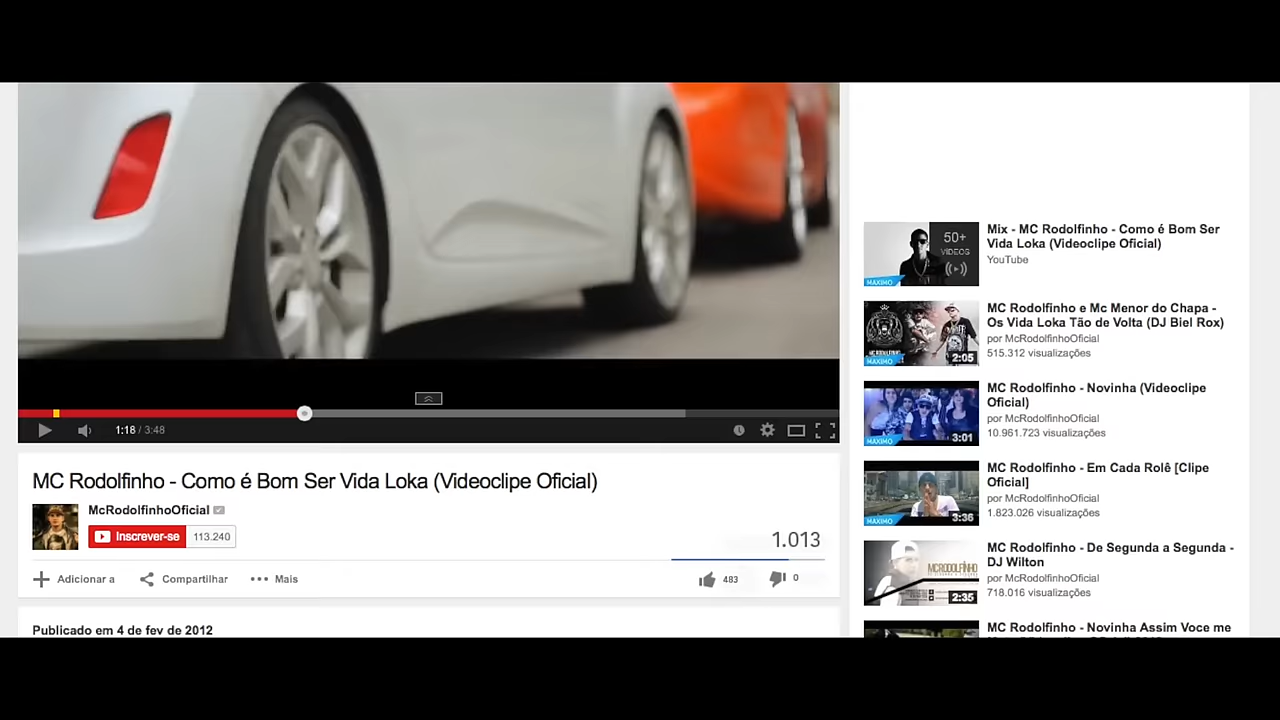 1:18 / 3:48
MC Rodolfinho - Como é Bom Ser Vida Loka (Videoclipe Oficial)
McRodolfinhoOficial
Inscrever-se
113.240
1.013
Adicionar a
Compartilhar
Mais
483
0
Publicado em 4 de fev de 2012
50+
VÍDEOS
MAXIMO
Mix - MC Rodolfinho - Como é Bom Ser
Vida Loka (Videoclipe Oficial)
YouTube
MAXIMO
2:05
MC Rodolfinho e Mc Menor do Chapa -
Os Vida Loka Tão de Volta (DJ Biel Rox)
por McRodolfinhoOficial
515.312 visualizações
MAXIMO
3:01
MC Rodolfinho - Novinha (Videoclipe
Oficial)
por McRodolfinhoOficial
10.961.723 visualizações
MAXIMO
3:36
MC Rodolfinho - Em Cada Rolê [Clipe
Oficial]
por McRodolfinhoOficial
1.823.026 visualizações
MCRODOLFINHO
2:35
MC Rodolfinho - De Segunda a Segunda -
DJ Wilton
por McRodolfinhoOficial
718.016 visualizações
MC Rodolfinho - Novinha Assim Voce me